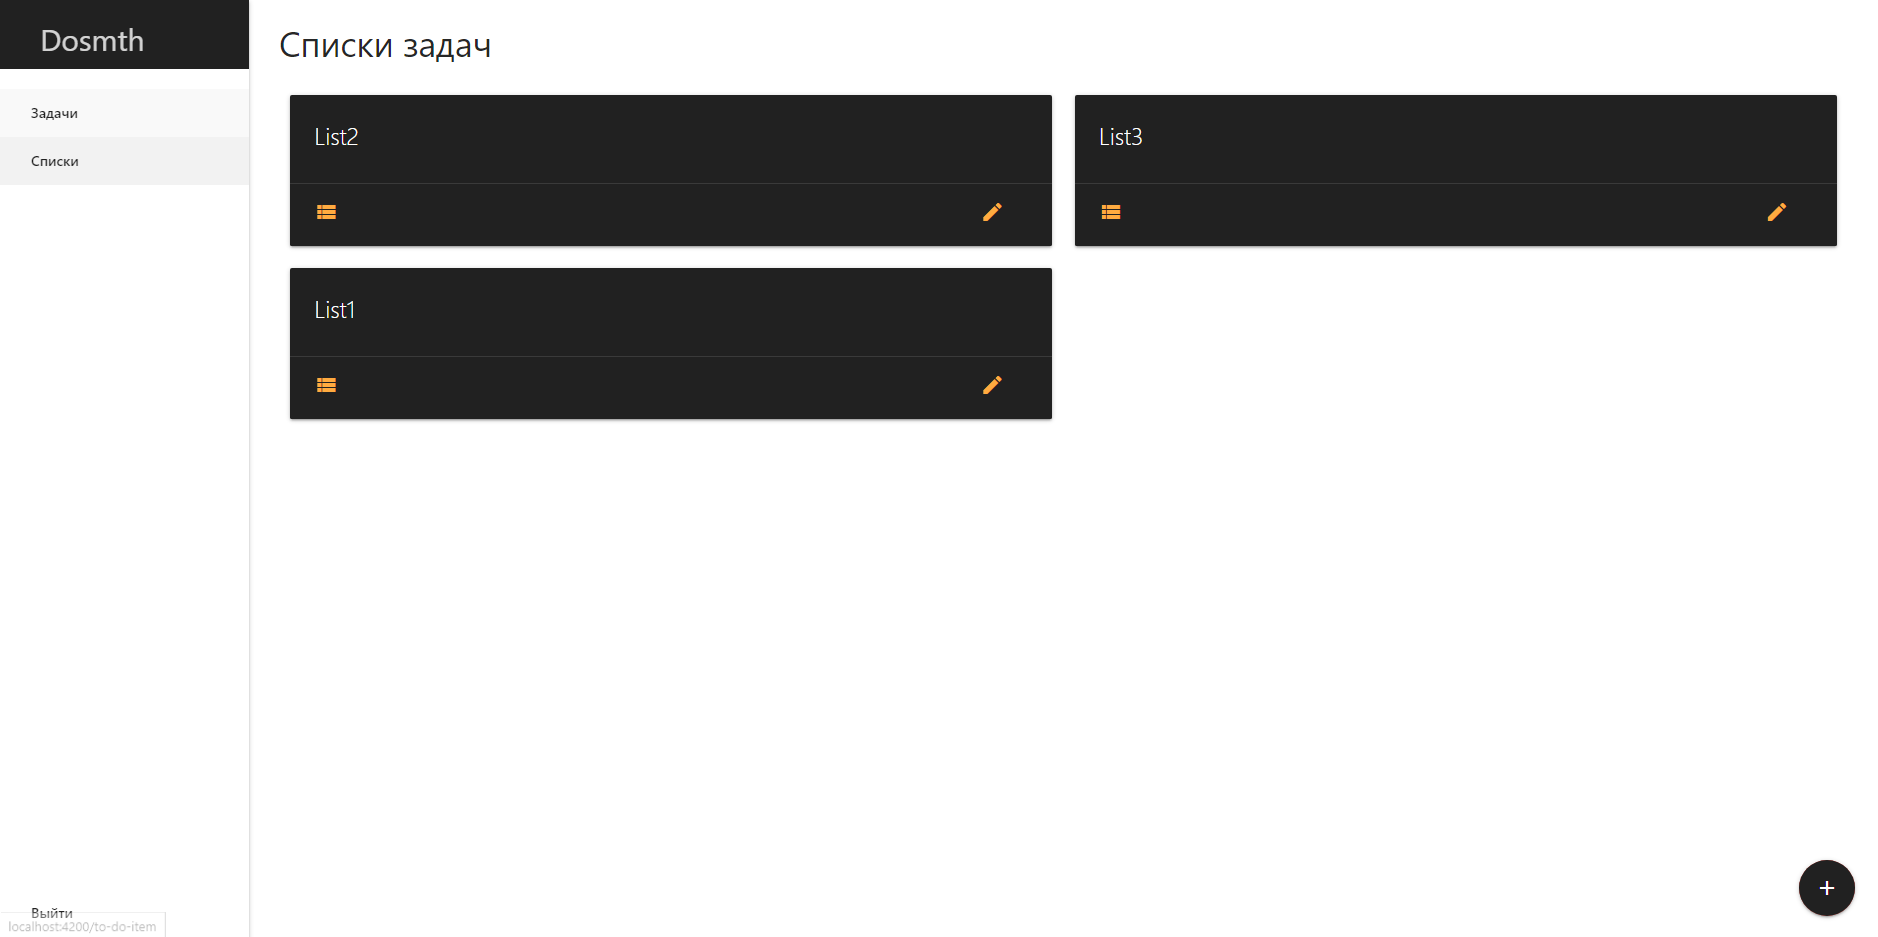 Dosmth
Задачи
Списки
Списки задач
List2
List3
List1
Выйти
localhost:4200/to-do-item